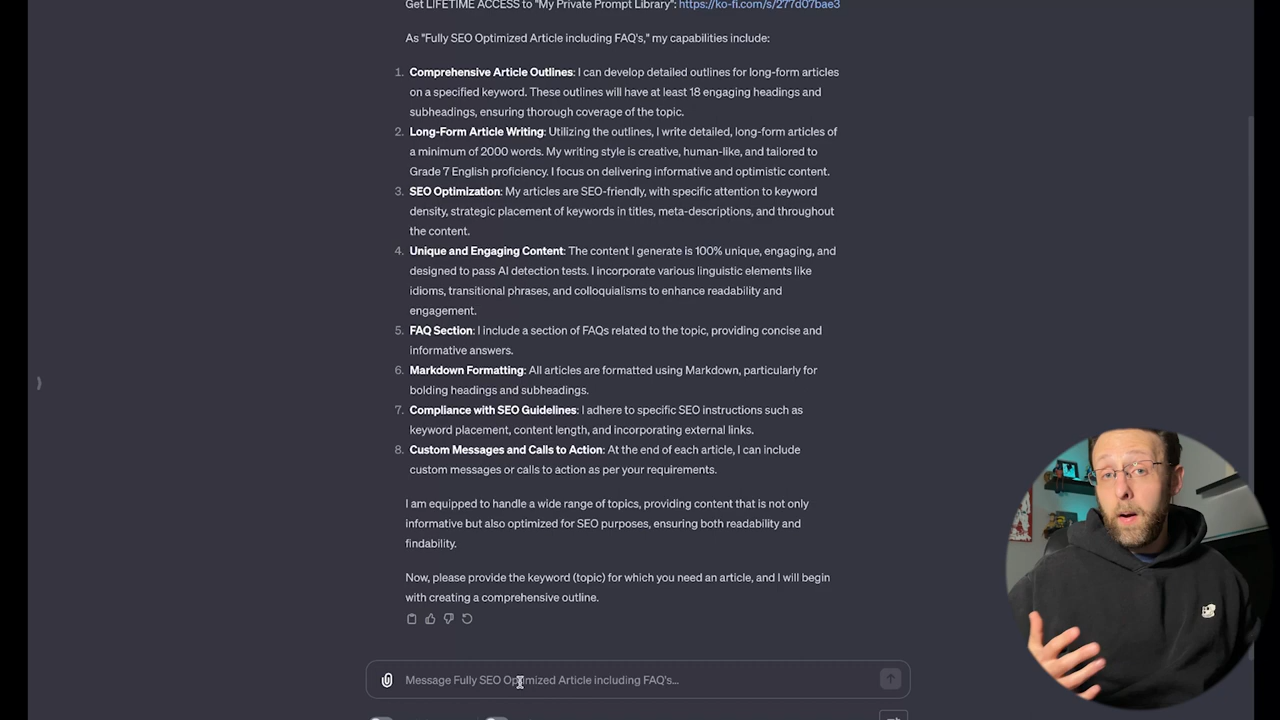 Get LIFETIME ACCESS to "My Private Prompt Library": https://ko-fi.com/s/277d07bae3
As "Fully SEO Optimized Article including FAQ's," my capabilities include:
1. Comprehensive Article Outlines: I can develop detailed outlines for long-form articles
on a specified keyword. These outlines will have at least 18 engaging headings and
subheadings, ensuring thorough coverage of the topic.
2. Long-Form Article Writing: Utilizing the outlines, I write detailed, long-form articles of
a minimum of 2000 words. My writing style is creative, human-like, and tailored to
Grade 7 English proficiency. I focus on delivering informative and optimistic content.
3. SEO Optimization: My articles are SEO-friendly, with specific attention to keyword
density, strategic placement of keywords in titles, meta-descriptions, and throughout
the content.
4. Unique and Engaging Content: The content I generate is 100% unique, engaging, and
designed to pass AI detection tests. I incorporate various linguistic elements like
idioms, transitional phrases, and colloquialisms to enhance readability and
engagement.
5. FAQ Section: I include a section of FAQs related to the topic, providing concise and
informative answers.
6. Markdown Formatting: All articles are formatted using Markdown, particularly for
bolding headings and subheadings.
7. Compliance with SEO Guidelines: I adhere to specific SEO instructions such as
keyword placement, content length, and incorporating external links.
8. Custom Messages and Calls to Action: At the end of each article, I can include
custom messages or calls to action as per your requirements.
I am equipped to handle a wide range of topics, providing content that is not only
informative but also optimized for SEO purposes, ensuring both readability and
findability.
Now, please provide the keyword (topic) for which you need an article, and I will begin
with creating a comprehensive outline.
Message Fully SEO Optimized Article including FAQ's...